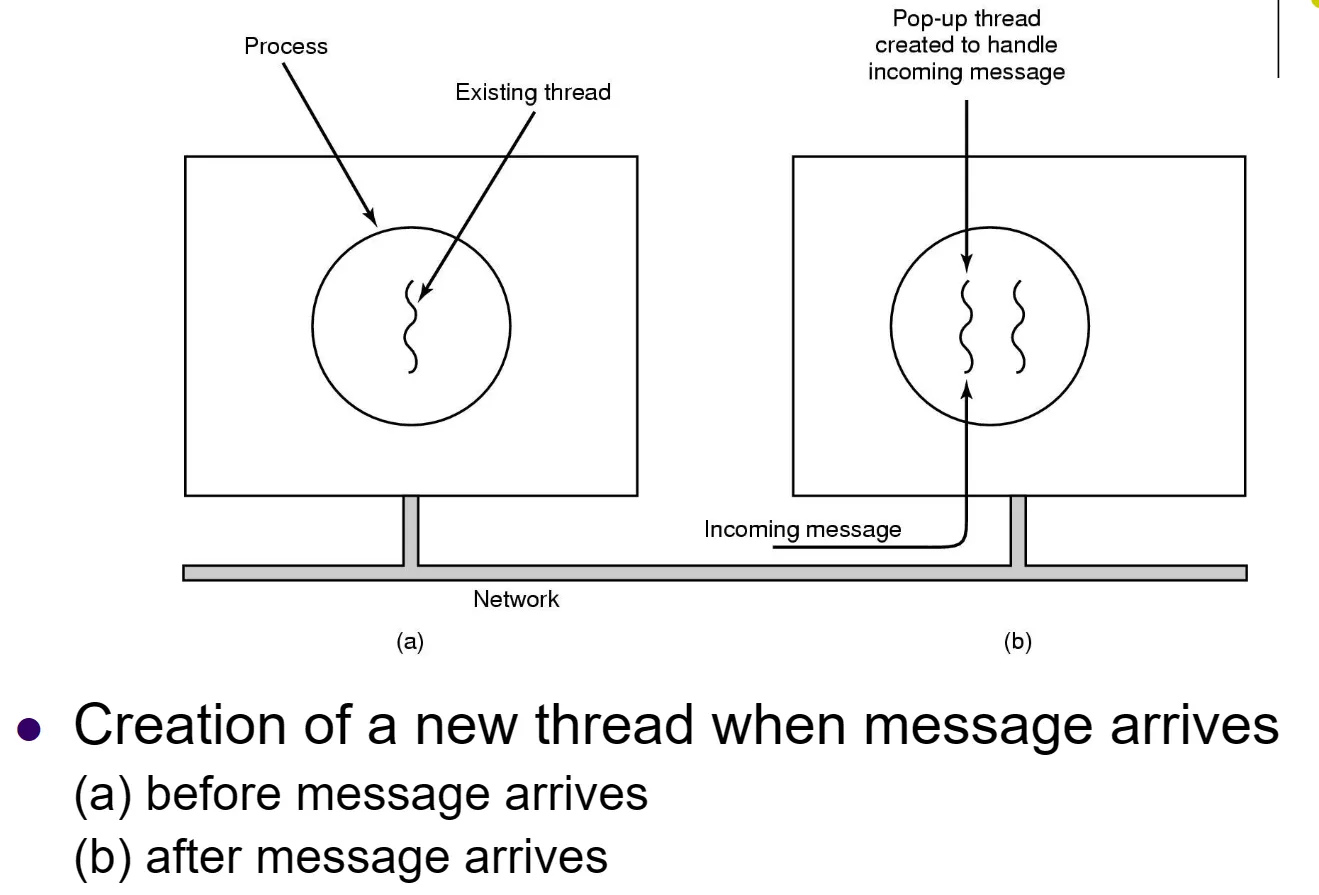 Process
Existing thread
Pop-up thread
created to handle
incoming message
Incoming message
Network
(a)
(b)
Creation of a new thread when message arrives
(a) before message arrives
(b) after message arrives